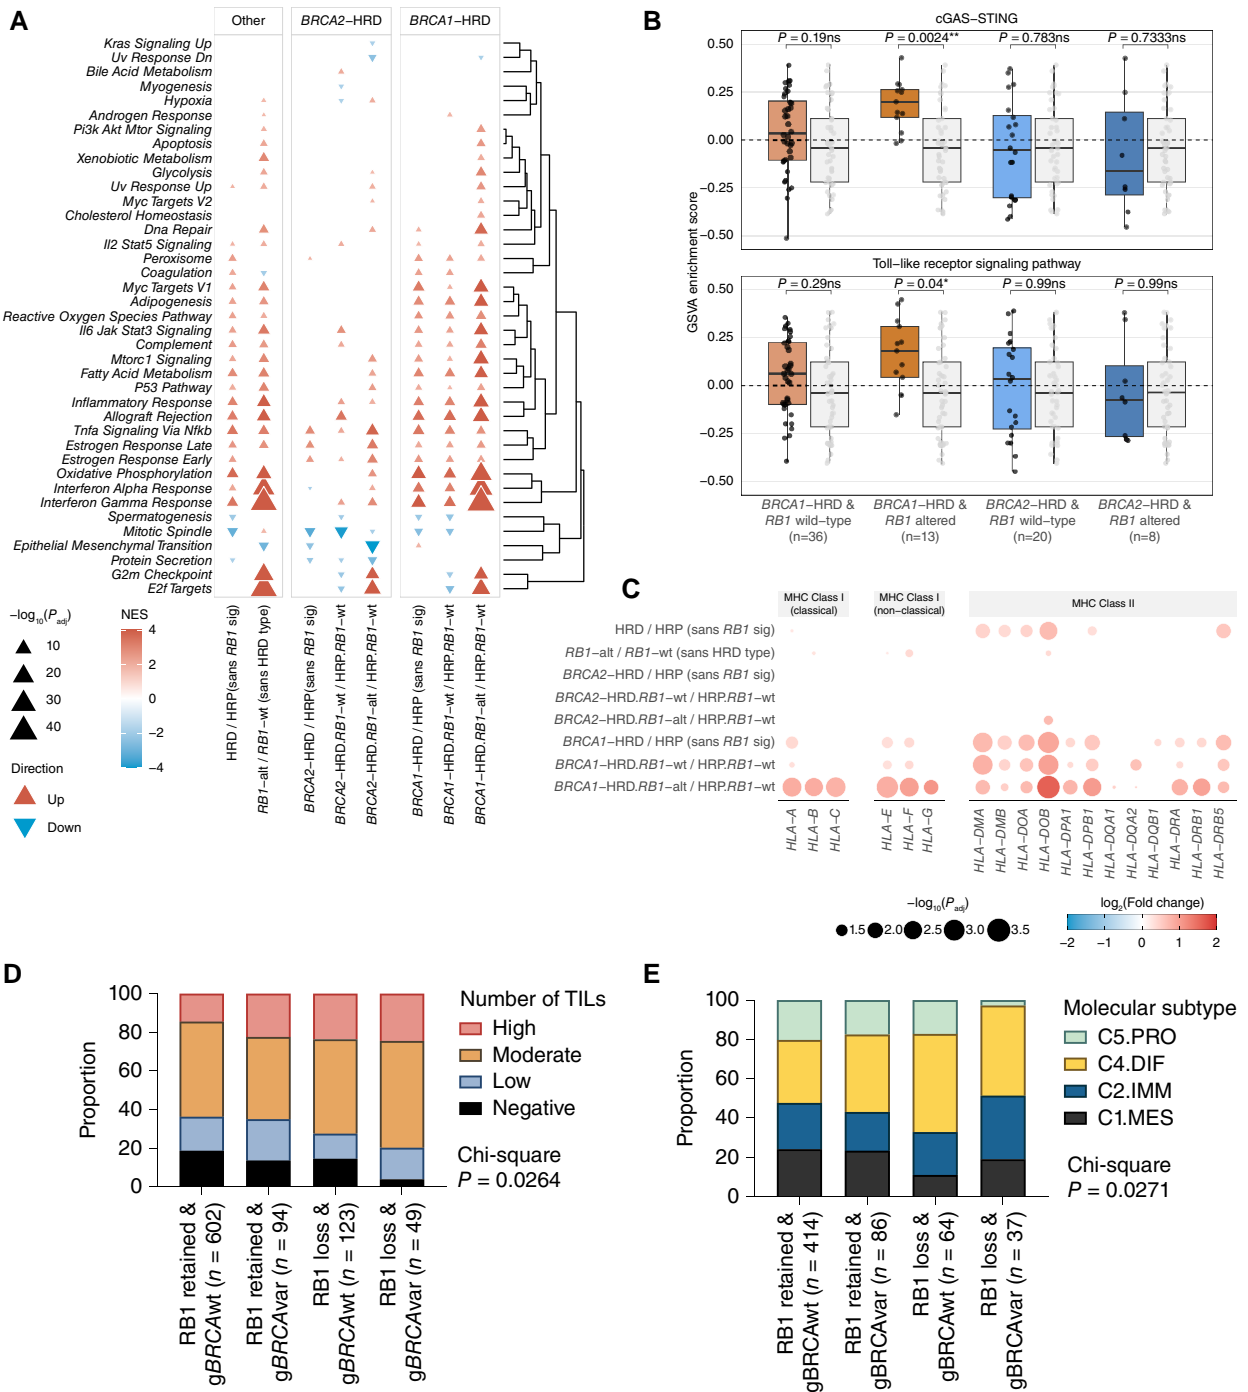 A
Other
BRCA2–HRD
BRCA1–HRD
Kras Signaling Up
Uv Response Dn
Bile Acid Metabolism
Myogenesis
Hypoxia
Androgen Response
Pi3k Akt Mtor Signaling
Apoptosis
Xenobiotic Metabolism
Glycolysis
Uv Response Up
Myc Targets V2
Cholesterol Homeostasis
Dna Repair
Il2 Stat5 Signaling
Peroxisome
Coagulation
Myc Targets V1
Adipogenesis
Reactive Oxygen Species Pathway
Il6 Jak Stat3 Signaling
Complement
Mtorc1 Signaling
Fatty Acid Metabolism
P53 Pathway
Inflammatory Response
Allograft Rejection
Tnfa Signaling Via Nfkb
Estrogen Response Late
Estrogen Response Early
Oxidative Phosphorylation
Interferon Alpha Response
Interferon Gamma Response
Spermatogenesis
Mitotic Spindle
Epithelial Mesenchymal Transition
Protein Secretion
G2m Checkpoint
E2f Targets
HRD / HRP(sans RB1 sig)
RB1–alt / RB1–wt (sans HRD type)
BRCA2–HRD / HRP(sans RB1 sig)
BRCA2–HRD.RB1–wt / HRP.RB1–wt
BRCA2–HRD.RB1–alt / HRP.RB1–wt
BRCA1–HRD / HRP (sans RB1 sig)
BRCA1–HRD.RB1–wt / HRP.RB1–wt
BRCA1–HRD.RB1–alt / HRP.RB1–wt
–log10(Padj)
10
20
30
40
NES
4
2
0
−2
−4
Direction
Up
Down
B
cGAS–STING
P = 0.19ns
P = 0.0024**
P = 0.783ns
P = 0.7333ns
0.50
0.25
0.00
−0.25
−0.50
GSVA enrichment score
Toll–like receptor signaling pathway
P = 0.29ns
P = 0.04*
P = 0.99ns
P = 0.99ns
0.50
0.25
0.00
−0.25
−0.50
BRCA1–HRD &
RB1 wild–type
(n=36)
BRCA1–HRD &
RB1 altered
(n=13)
BRCA2–HRD &
RB1 wild–type
(n=20)
BRCA2–HRD &
RB1 altered
(n=8)
C
MHC Class I
(classical)
MHC Class I
(non–classical)
MHC Class II
HRD / HRP (sans RB1 sig)
RB1–alt / RB1–wt (sans HRD type)
BRCA2–HRD / HRP (sans RB1 sig)
BRCA2–HRD.RB1–wt / HRP.RB1–wt
BRCA2–HRD.RB1–alt / HRP.RB1–wt
BRCA1–HRD / HRP (sans RB1 sig)
BRCA1–HRD.RB1–wt / HRP.RB1–wt
BRCA1–HRD.RB1–alt / HRP.RB1–wt
HLA–A
HLA–B
HLA–C
HLA–E
HLA–F
HLA–G
HLA–DMA
HLA–DMB
HLA–DOA
HLA–DOB
HLA–DPA1
HLA–DPB1
HLA–DQA1
HLA–DQA2
HLA–DQB1
HLA–DRA
HLA–DRB1
HLA–DRB5
–log10(Padj)
1.5
2.0
2.5
3.0
3.5
log2(Fold change)
−2
−1
0
1
2
D
100
80
60
40
20
0
Proportion
Number of TILs
High
Moderate
Low
Negative
Chi-square
P = 0.0264
RB1 retained &
gBRCAwt (n = 602)
RB1 retained &
gBRCAvar (n = 94)
RB1 loss &
gBRCAwt (n = 123)
RB1 loss &
gBRCAvar (n = 49)
E
100
80
60
40
20
0
Proportion
Molecular subtype
C5.PRO
C4.DIF
C2.IMM
C1.MES
Chi-square
P = 0.0271
RB1 retained &
gBRCAwt (n = 414)
RB1 retained &
gBRCAvar (n = 86)
RB1 loss &
gBRCAwt (n = 64)
RB1 loss &
gBRCAvar (n = 37)